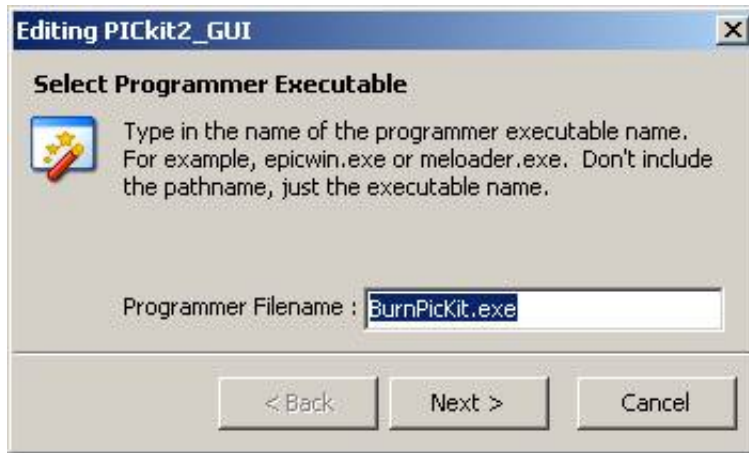 Editing PICkit2_GUI
Select Programmer Executable
Type in the name of the programmer executable name.
For example, epicwin.exe or meloader.exe. Don't include
the pathname, just the executable name.
Programmer Filename : BurnPicKit.exe
< Back Next > Cancel